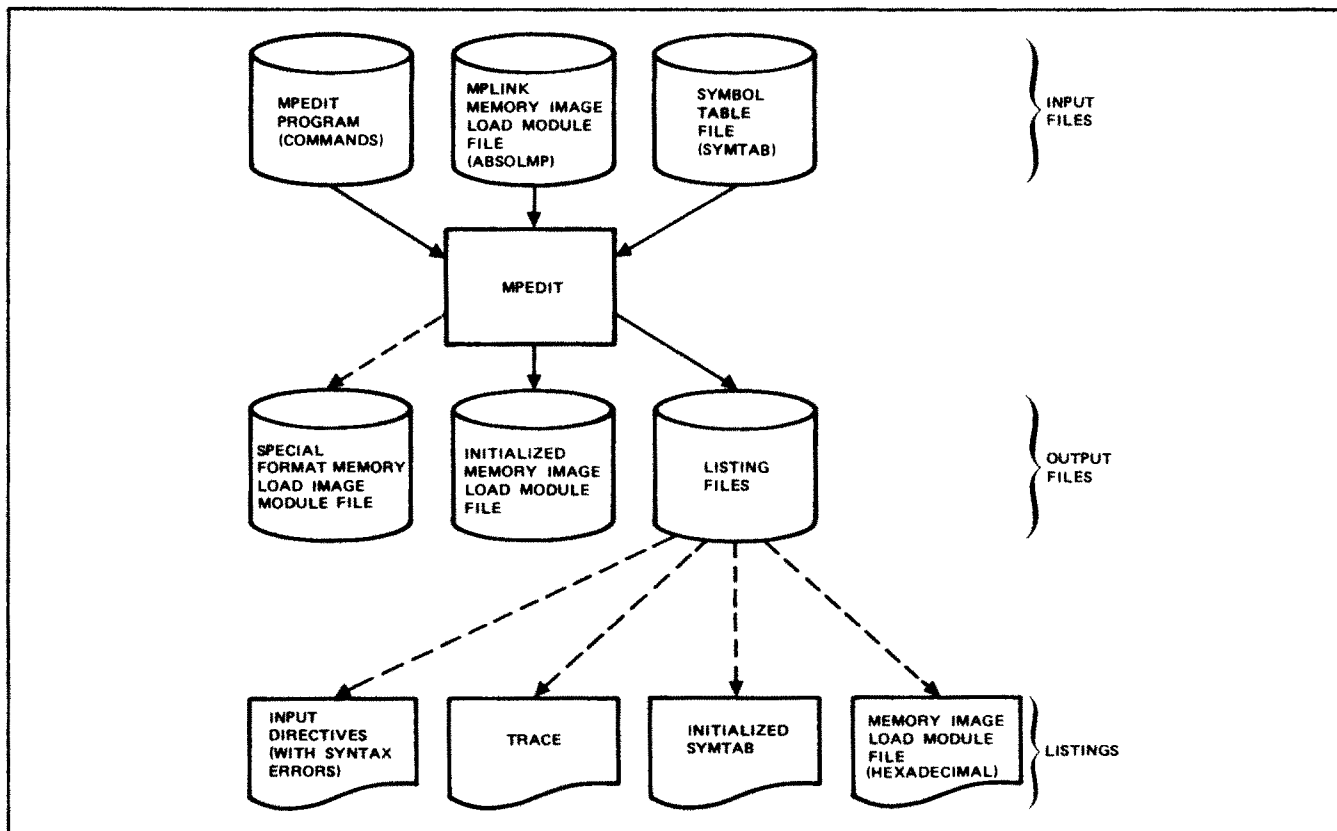 MPEDIT
PROGRAM
(COMMANDS)
MPLINK
MEMORY IMAGE
LOAD MODULE
FILE
(ABSOLMP)
SYMBOL
TABLE
FILE
(SYMTAB)
INPUT
FILES
MPEDIT
SPECIAL
FORMAT MEMORY
LOAD IMAGE
MODULE FILE
INITIALIZED
MEMORY IMAGE
LOAD MODULE
FILE
LISTING
FILES
OUTPUT
FILES
INPUT
DIRECTIVES
(WITH SYNTAX
ERRORS)
TRACE
INITIALIZED
SYMTAB
MEMORY IMAGE
LOAD MODULE
FILE
(HEXADECIMAL)
LISTINGS